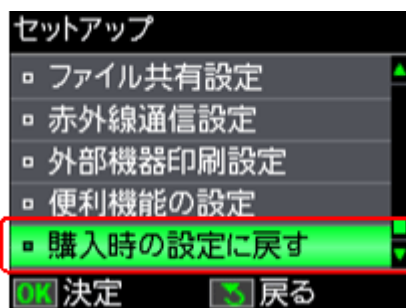 セットアップ
ファイル共有設定
赤外線通信設定
外部機器印刷設定
便利機能の設定
購入時の設定に戻す
OK 決定 戻る